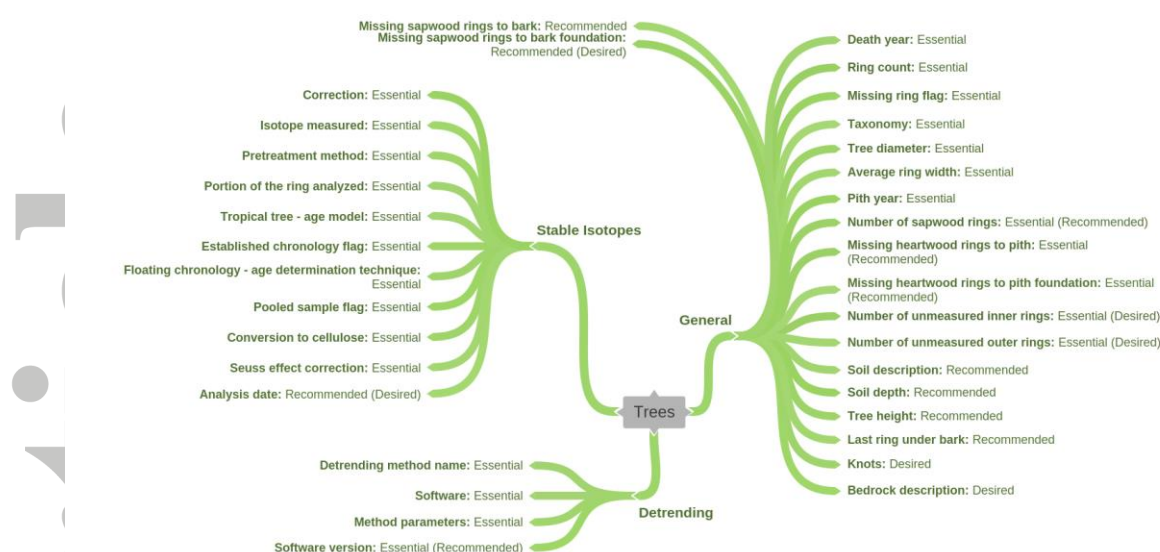 Missing sapwood rings to bark: Recommended
Missing sapwood rings to bark foundation:
Recommended (Desired)
Correction: Essential
Isotope measured: Essential
Pretreatment method: Essential
Portion of the ring analyzed: Essential
Tropical tree - age model: Essential
Established chronology flag: Essential
Floating chronology - age determination technique:
Essential
Pooled sample flag: Essential
Conversion to cellulose: Essential
Seuss effect correction: Essential
Analysis date: Recommended (Desired)
Stable Isotopes
Death year: Essential
Ring count: Essential
Missing ring flag: Essential
Taxonomy: Essential
Tree diameter: Essential
Average ring width: Essential
Pith year: Essential
Number of sapwood rings: Essential (Recommended)
Missing heartwood rings to pith: Essential
(Recommended)
Missing heartwood rings to pith foundation: Essential
(Recommended)
Number of unmeasured inner rings: Essential (Desired)
Number of unmeasured outer rings: Essential (Desired)
Soil description: Recommended
Soil depth: Recommended
Tree height: Recommended
Last ring under bark: Recommended
Knots: Desired
Bedrock description: Desired
General
Trees
Detrending method name: Essential
Software: Essential
Method parameters: Essential
Software version: Essential (Recommended)
Detrending